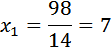 x₁ = 98/14 = 7